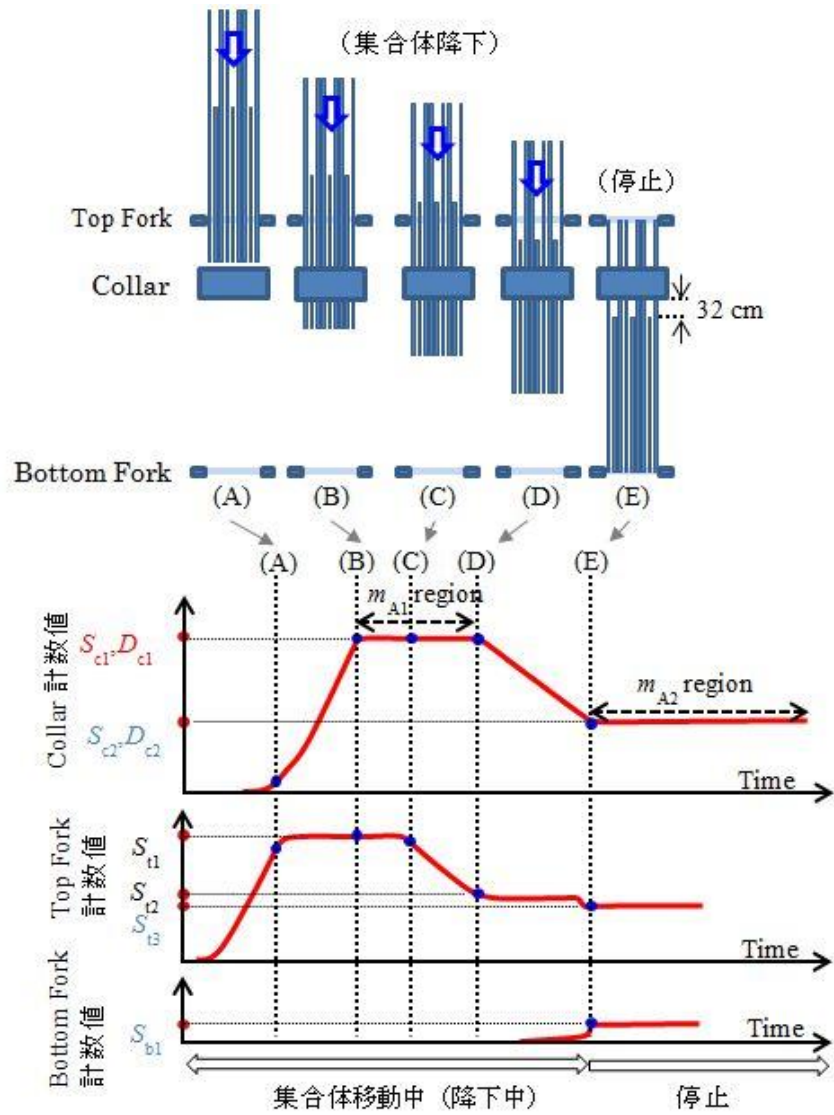 （集合体降下）
（停止）
Top Fork
Collar
32 cm
Bottom Fork
(A) (B) (C) (D) (E)
(A) (B) (C) (D) (E)
Collar 計数値
Sc1,Dc1
Sc2,Dc2
mA1 region
mA2 region
Time
Top Fork
計数値
St1
St2
St3
Time
Bottom Fork
計数値
Sb1
Time
集合体移動中（降下中）
停止